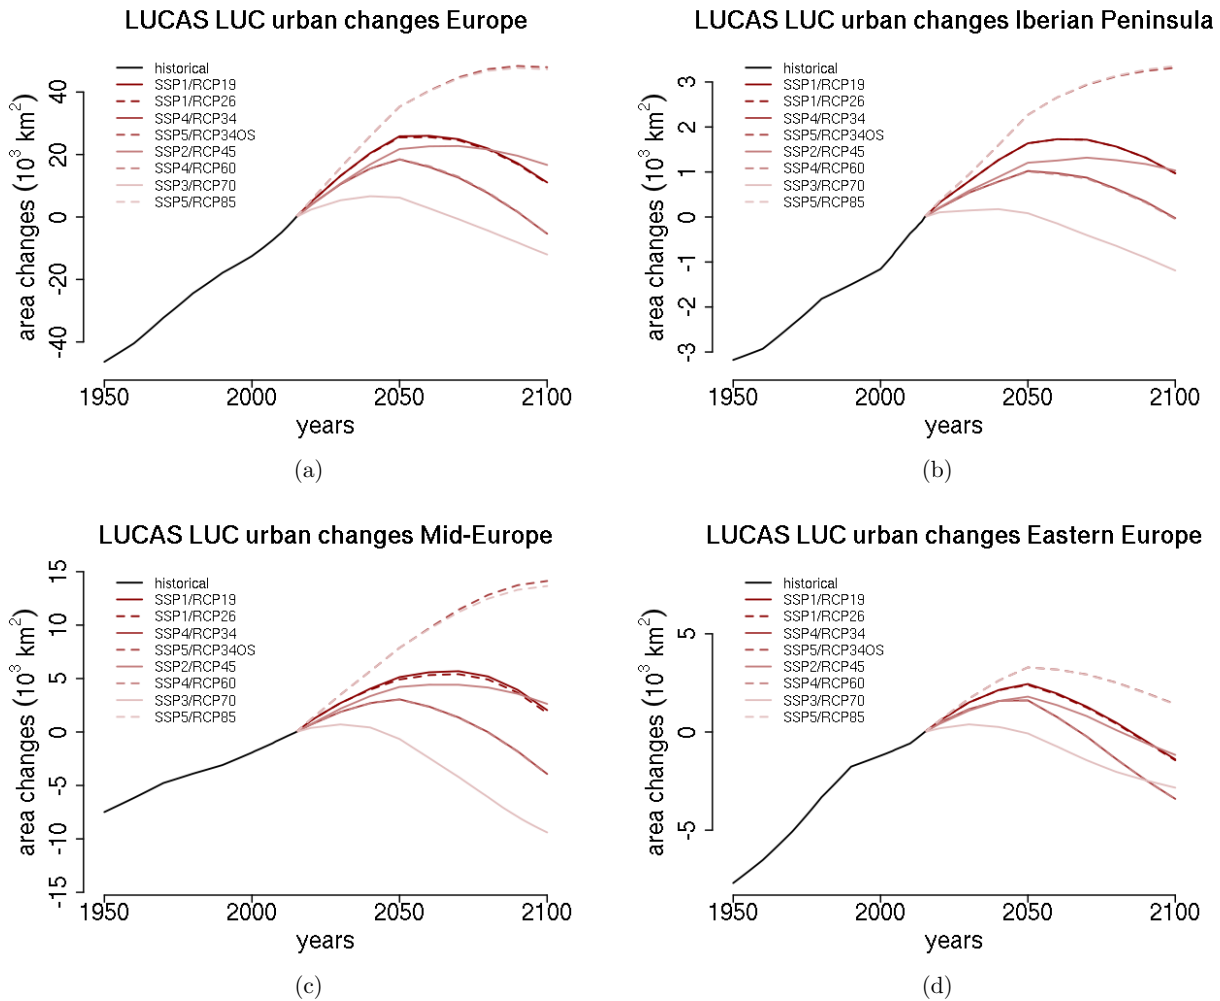 LUCAS LUC urban changes Europe
area changes (10³ km²)
40
20
0
-20
-40
historical
SSP1/RCP19
SSP1/RCP26
SSP4/RCP34
SSP5/RCP34OS
SSP2/RCP45
SSP4/RCP60
SSP3/RCP70
SSP5/RCP85
1950
2000
2050
2100
years
(a)
LUCAS LUC urban changes Iberian Peninsula
area changes (10³ km²)
3
2
1
0
-1
-2
-3
historical
SSP1/RCP19
SSP1/RCP26
SSP4/RCP34
SSP5/RCP34OS
SSP2/RCP45
SSP4/RCP60
SSP3/RCP70
SSP5/RCP85
1950
2000
2050
2100
years
(b)
LUCAS LUC urban changes Mid-Europe
area changes (10³ km²)
15
10
5
0
-5
-10
-15
historical
SSP1/RCP19
SSP1/RCP26
SSP4/RCP34
SSP5/RCP34OS
SSP2/RCP45
SSP4/RCP60
SSP3/RCP70
SSP5/RCP85
1950
2000
2050
2100
years
(c)
LUCAS LUC urban changes Eastern Europe
area changes (10³ km²)
5
0
-5
historical
SSP1/RCP19
SSP1/RCP26
SSP4/RCP34
SSP5/RCP34OS
SSP2/RCP45
SSP4/RCP60
SSP3/RCP70
SSP5/RCP85
1950
2000
2050
2100
years
(d)